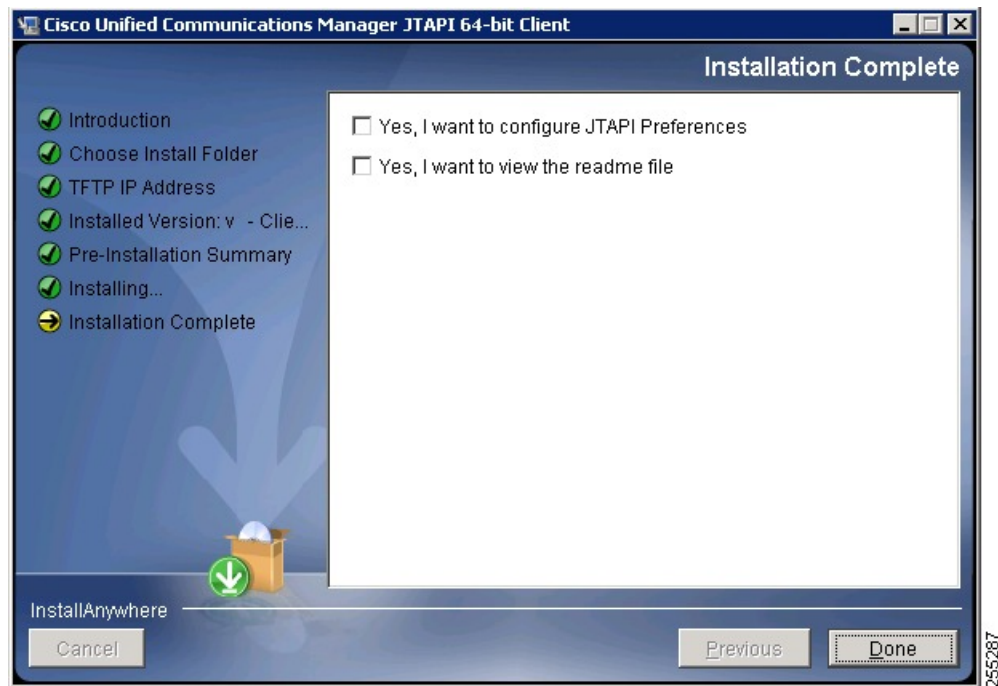 Cisco Unified Communications Manager JTAPI 64-bit Client
Installation Complete
Introduction
Choose Install Folder
TFTP IP Address
Installed Version: v - Clie...
Pre-Installation Summary
Installing...
Installation Complete
Yes, I want to configure JTAPI Preferences
Yes, I want to view the readme file
InstallAnywhere
Cancel
Previous
Done
255287